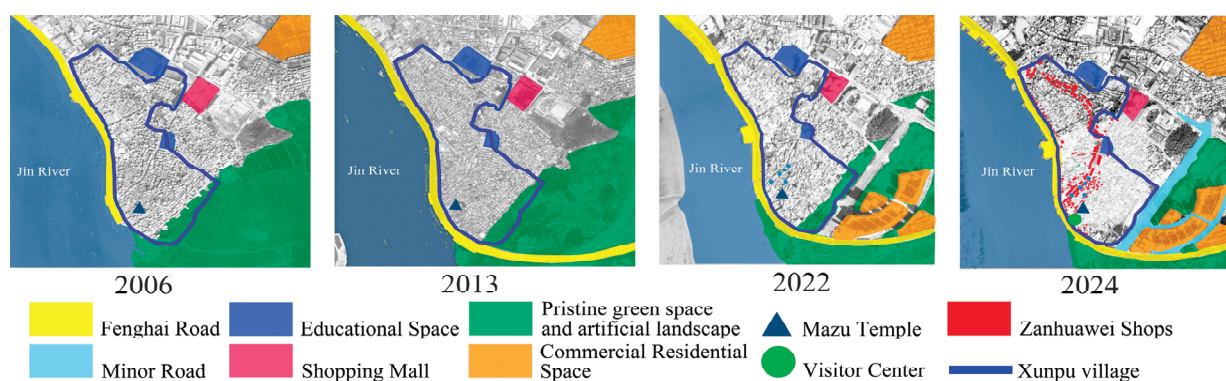 Jin River
Jin River
Jin River
Jin River
2006
2013
2022
2024
Fenghai Road
Educational Space
Pristine green space
and artificial landscape
Mazu Temple
Zanhuawei Shops
Minor Road
Shopping Mall
Commercial Residential
Space
Visitor Center
Xunpu village